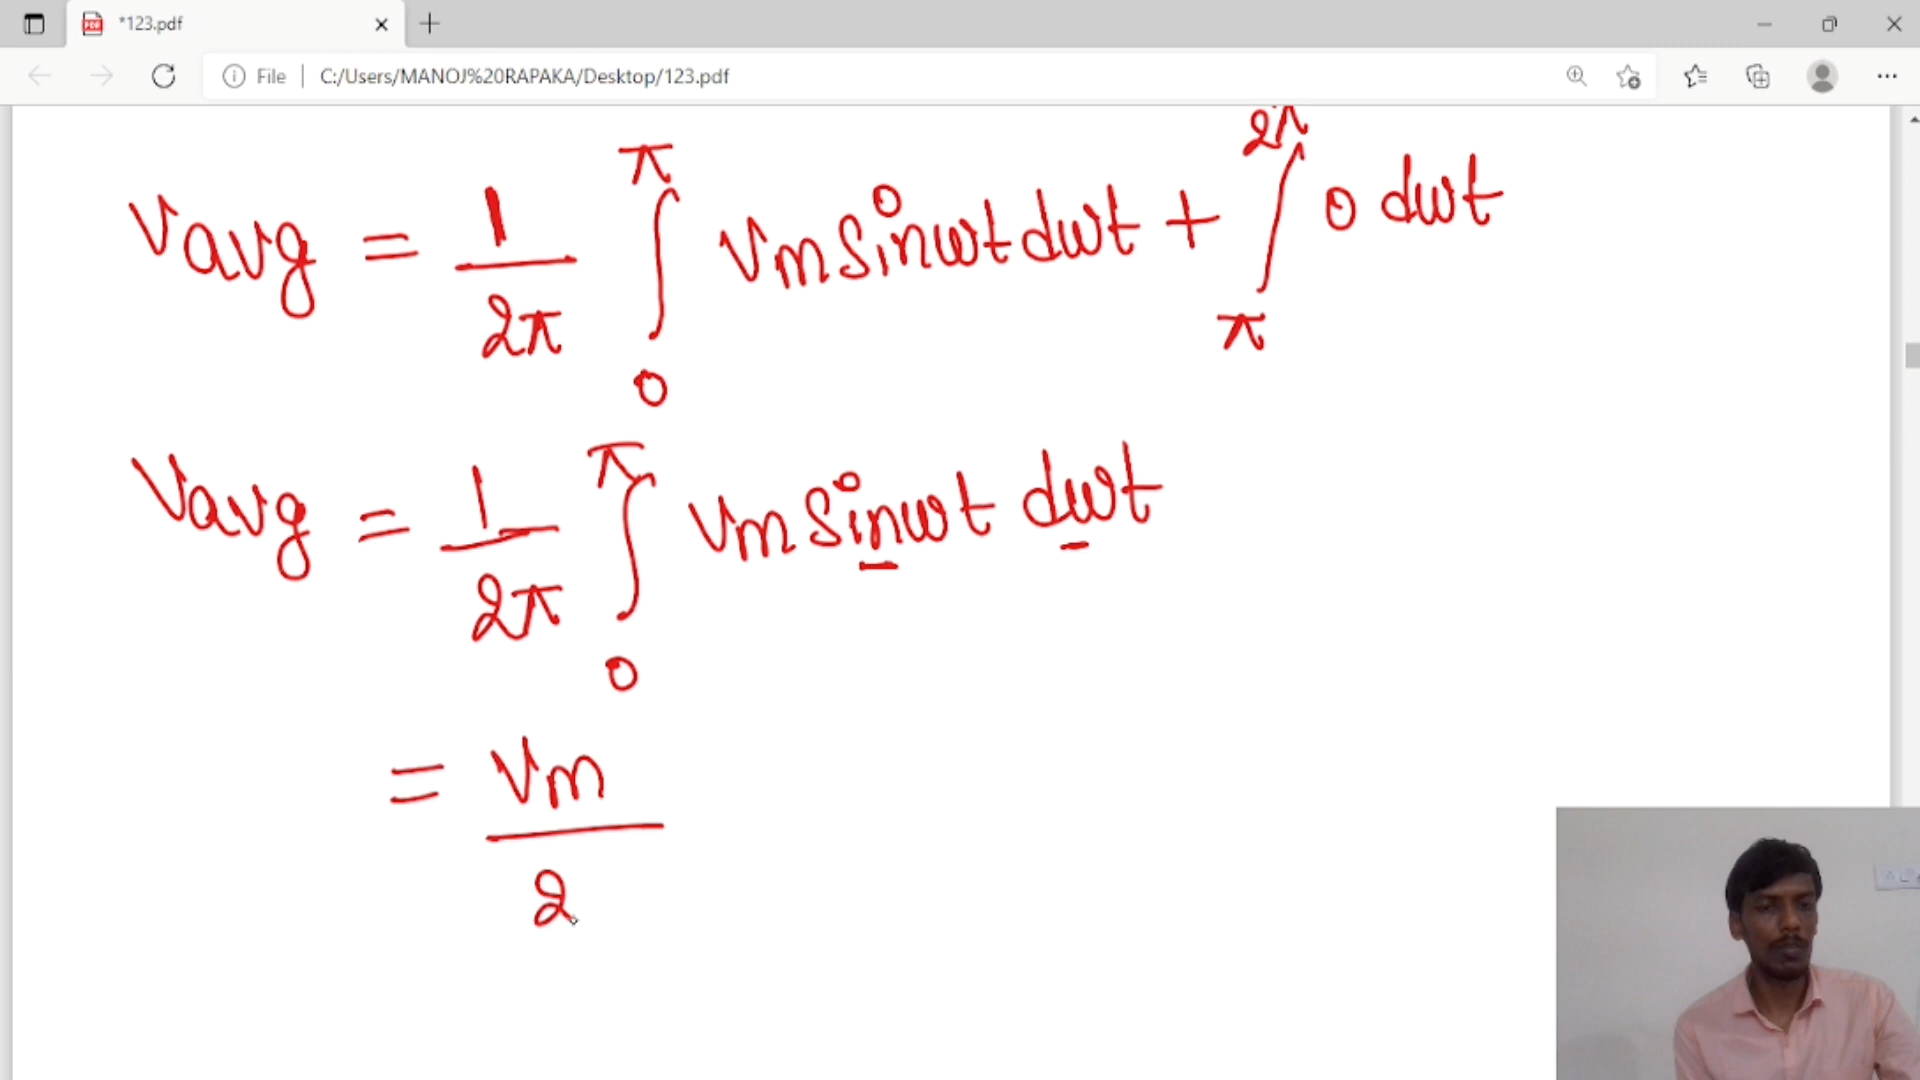 *123.pdf
File C:/Users/MANOJ%20RAPAKA/Desktop/123.pdf
Vavg = 1/2π ∫₀^π Vm sinωt dωt + ∫_π^2π 0 dωt
Vavg = 1/2π ∫₀^π Vm sinωt dωt
= Vm/2